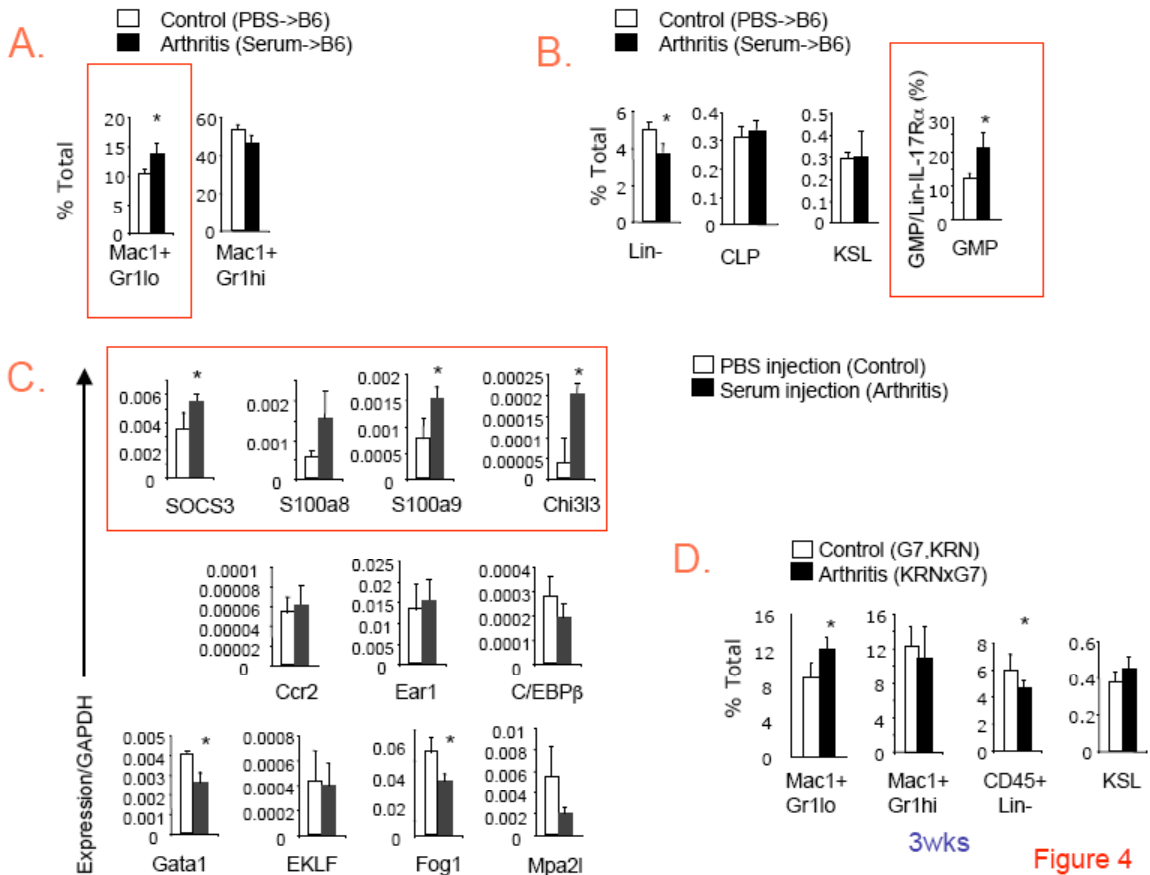 A.
Control (PBS->B6)
Arthritis (Serum->B6)
% Total
20
15
10
5
0
*
Mac1+
Gr1lo
60
40
20
0
Mac1+
Gr1hi
B.
Control (PBS->B6)
Arthritis (Serum->B6)
% Total
6
4
2
0
*
Lin-
0.4
0.3
0.2
0.1
0
CLP
0.5
0.4
0.3
0.2
0.1
0
KSL
GMP/Lin-IL-17Rα (%)
30
20
10
0
*
GMP
C.
Expression/GAPDH
0.006
0.004
0.002
0
*
SOCS3
0.002
0.001
0
S100a8
0.002
0.0015
0.001
0.0005
0
*
S100a9
0.00025
0.0002
0.00015
0.0001
0.00005
0
*
Chi3l3
PBS injection (Control)
Serum injection (Arthritis)
0.0001
0.00008
0.00006
0.00004
0.00002
0
Ccr2
0.025
0.02
0.015
0.01
0.005
0
Ear1
0.0004
0.0003
0.0002
0.0001
0
C/EBPβ
0.005
0.004
0.003
0.002
0.001
0
*
Gata1
0.0008
0.0006
0.0004
0.0002
0
EKLF
0.06
0.04
0.02
0
*
Fog1
0.01
0.008
0.006
0.004
0.002
0
Mpa2l
D.
Control (G7,KRN)
Arthritis (KRNxG7)
% Total
16
12
8
4
0
*
Mac1+
Gr1lo
16
12
8
4
0
Mac1+
Gr1hi
8
6
4
2
0
*
CD45+
Lin-
0.6
0.4
0.2
0
KSL
3wks
Figure 4